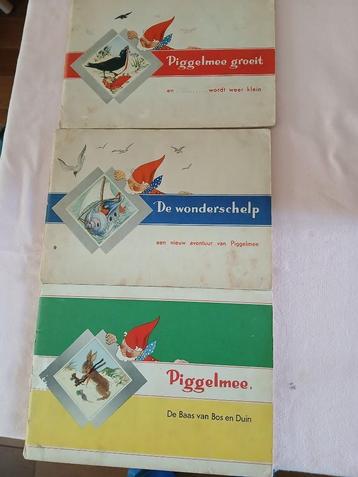 Piggelmee groeit
en .......... wordt weer klein
De wonderschelp
een nieuw avontuur van Piggelmee
Piggelmee.
De Baas van Bos en Duin